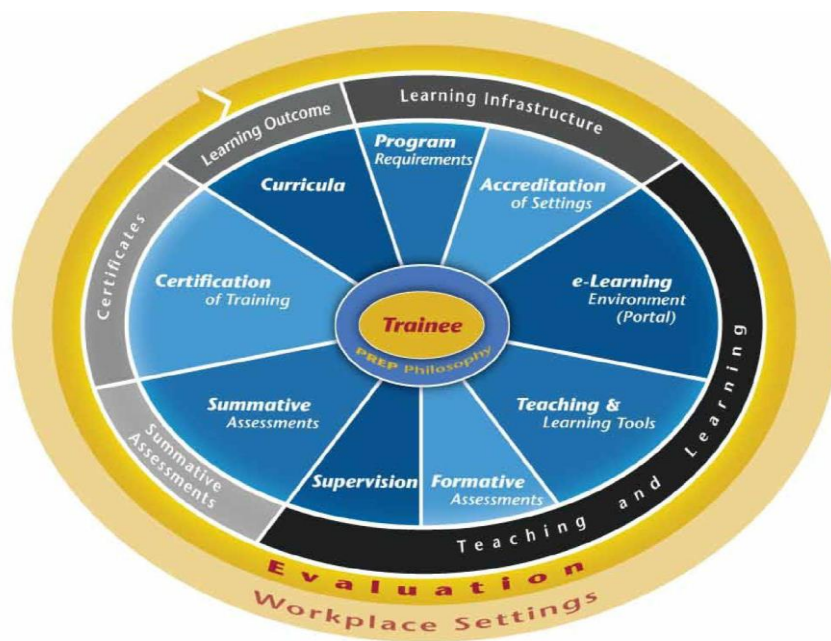 Learning Outcome
Learning Infrastructure
Certificates
Summative
Assessments
Teaching and Learning
Curricula
Program
Requirements
Accreditation
of Settings
e-Learning
Environment
(Portal)
Teaching &
Learning Tools
Formative
Assessments
Supervision
Summative
Assessments
Certification
of Training
Trainee
PREP Philosophy
Evaluation
Workplace Settings